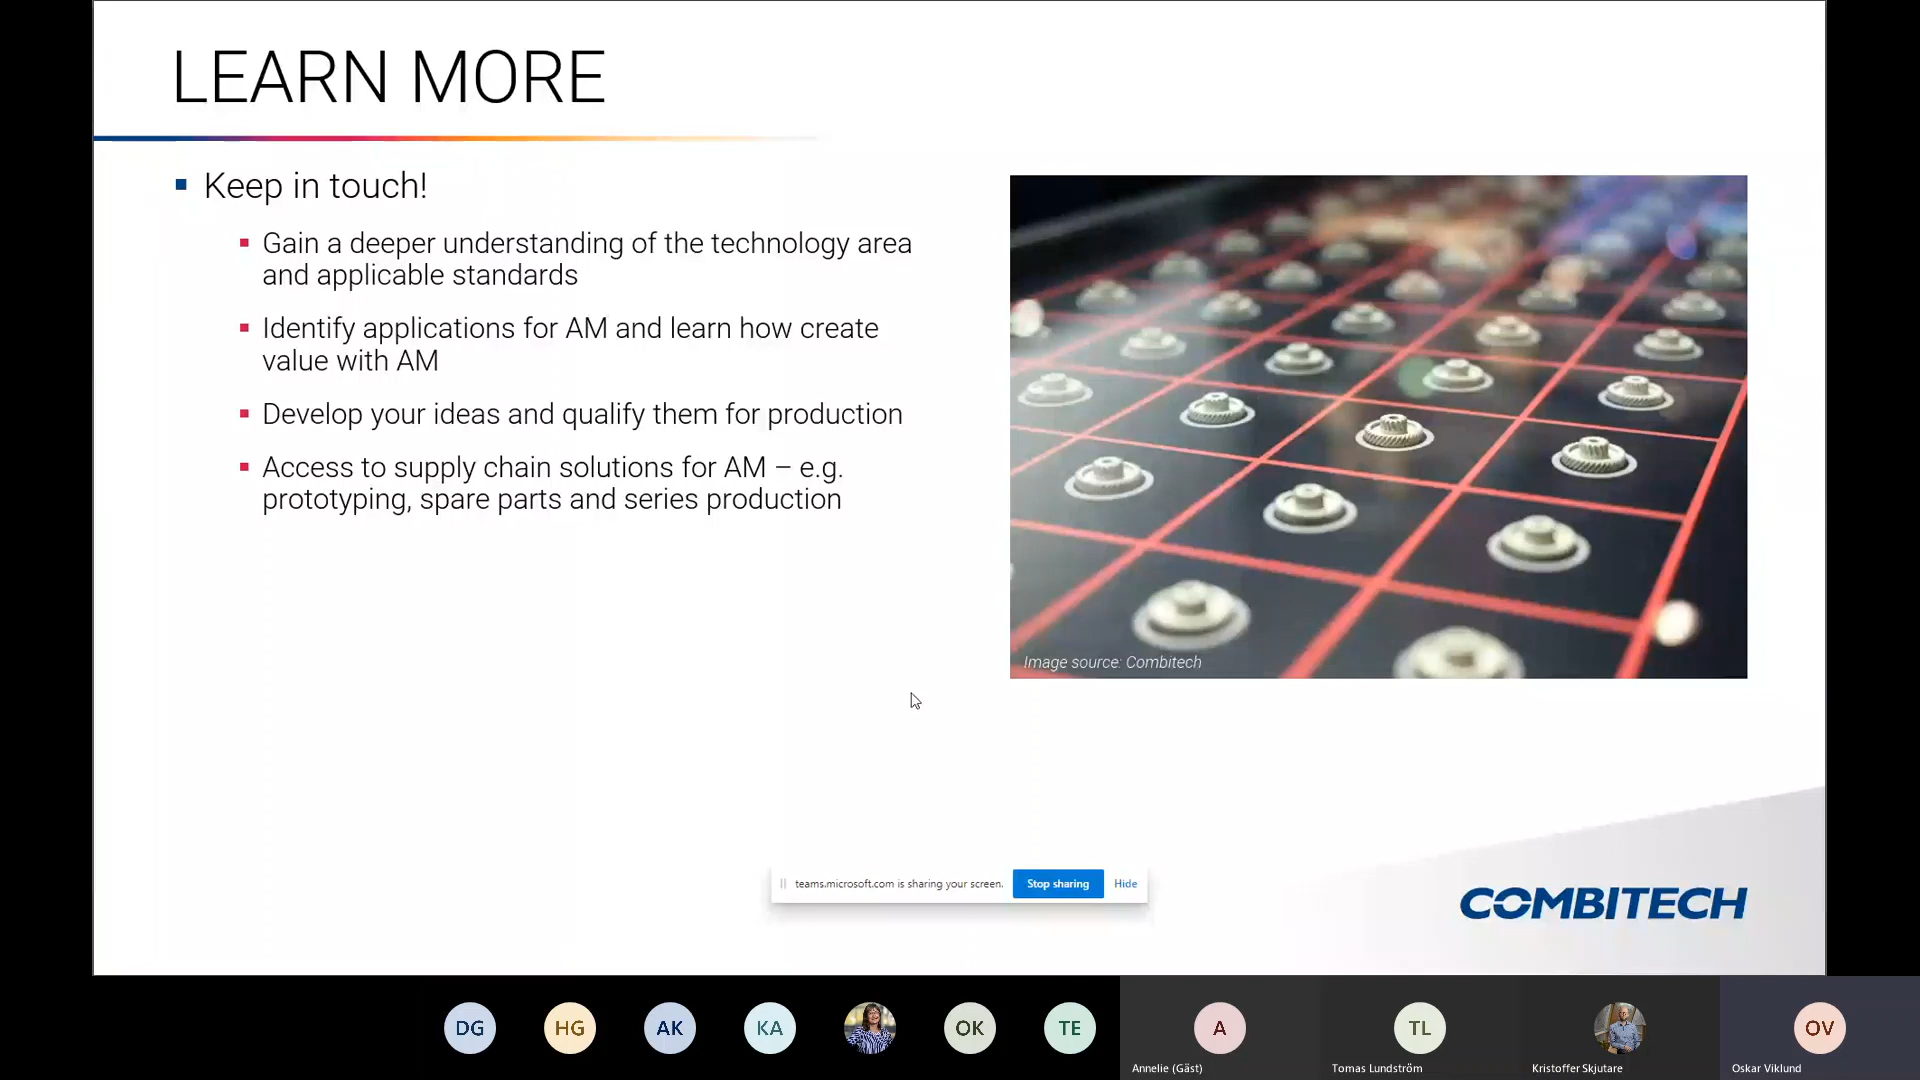 LEARN MORE
Keep in touch!
Gain a deeper understanding of the technology area
and applicable standards
Identify applications for AM and learn how create
value with AM
Develop your ideas and qualify them for production
Access to supply chain solutions for AM – e.g.
prototyping, spare parts and series production
Image source: Combitech
teams.microsoft.com is sharing your screen.
Stop sharing
Hide
COMBITECH
DG
HG
AK
KA
OK
TE
A
TL
OV
Annelie (Gäst)
Tomas Lundström
Kristoffer Skjutare
Oskar Viklund